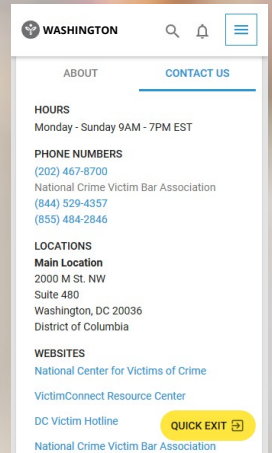 WASHINGTON
ABOUT
CONTACT US
HOURS
Monday - Sunday 9AM - 7PM EST
PHONE NUMBERS
(202) 467-8700
National Crime Victim Bar Association
(844) 529-4357
(855) 484-2846
LOCATIONS
Main Location
2000 M St. NW
Suite 480
Washington, DC 20036
District of Columbia
WEBSITES
National Center for Victims of Crime
VictimConnect Resource Center
DC Victim Hotline
QUICK EXIT
National Crime Victim Bar Association